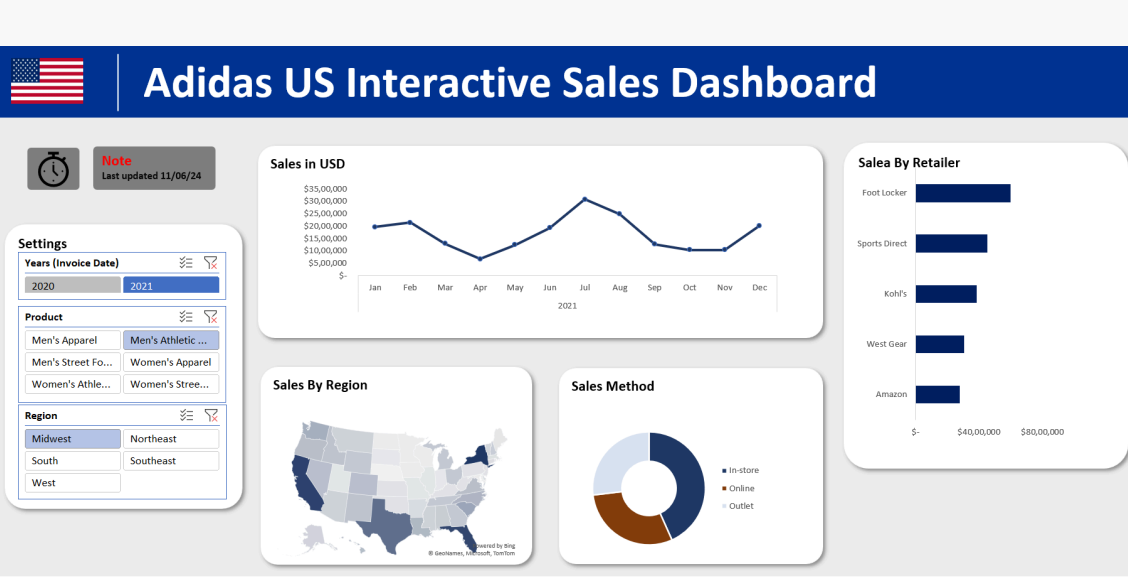 Adidas US Interactive Sales Dashboard
Note
Last updated 11/06/24
Settings
Years (Invoice Date)
2020
2021
Product
Men's Apparel
Men's Athletic ...
Men's Street Fo...
Women's Apparel
Women's Athle...
Women's Stree...
Region
Midwest
Northeast
South
Southeast
West
Sales in USD
$35,00,000
$30,00,000
$25,00,000
$20,00,000
$15,00,000
$10,00,000
$5,00,000
$-
Jan Feb Mar Apr May Jun Jul Aug Sep Oct Nov Dec
2021
Sales By Region
Powered by Bing
© GeoNames, Microsoft, TomTom
Sales Method
In-store
Online
Outlet
Salea By Retailer
Foot Locker
Sports Direct
Kohl's
West Gear
Amazon
$- $40,00,000 $80,00,000